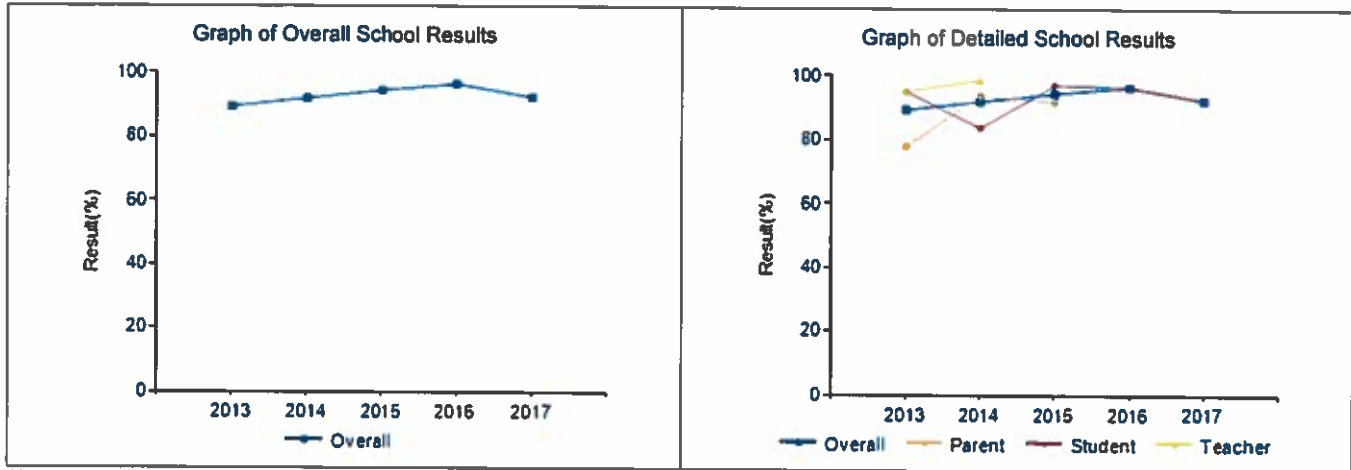 Graph of Overall School Results
100
80
60
40
20
0
Result(%)
2013 2014 2015 2016 2017
Overall
Graph of Detailed School Results
100
80
60
40
20
0
Result(%)
2013 2014 2015 2016 2017
Overall Parent Student Teacher